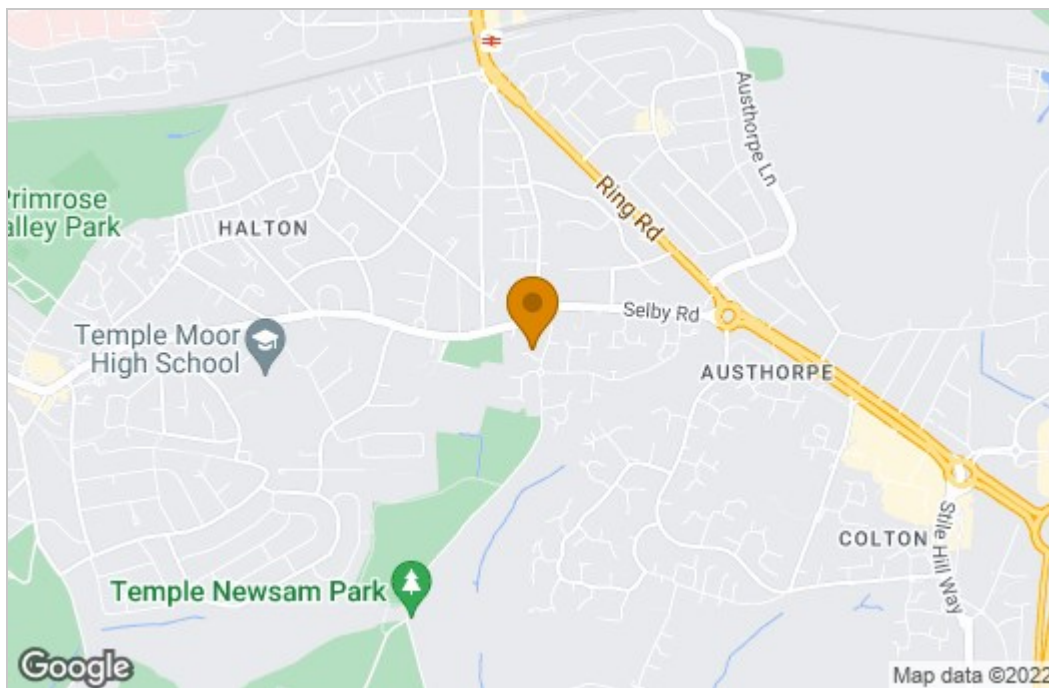 Austhorpe Ln
Ring Rd
Primrose
Valley Park
HALTON
Selby Rd
Temple Moor
High School
AUSTHORPE
COLTON
Stile Hill Way
Temple Newsam Park
Google
Map data ©2022